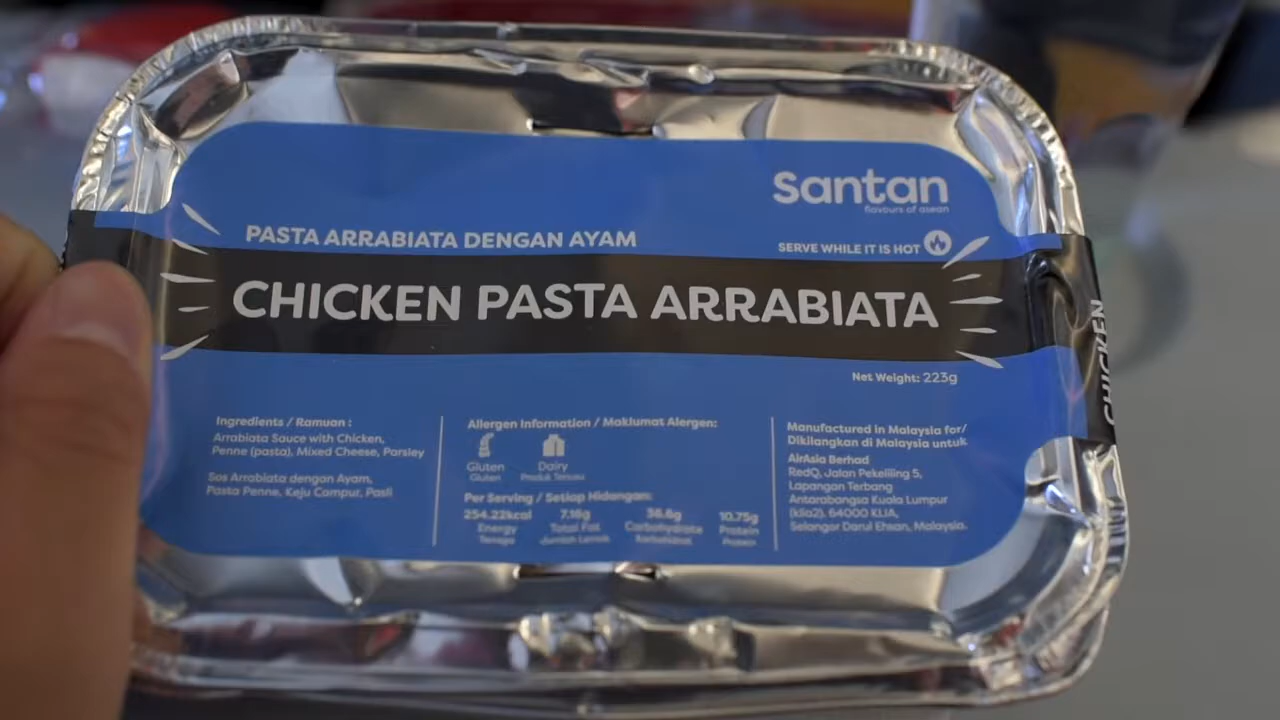 Santan
flavours of asean
PASTA ARRABIATA DENGAN AYAM
SERVE WHILE IT IS HOT
CHICKEN PASTA ARRABIATA
CHICKEN
Net Weight: 223g
Ingredients / Ramuan :
Arrabiata Sauce with Chicken,
Penne (pasta), Mixed Cheese, Parsley
Sos Arrabiata dengan Ayam,
Pasta Penne, Keju Campur, Pasli
Allergen Information / Maklumat Alergen:
Gluten
Gluten
Dairy
Produk Tenusu
Per Serving / Setiap Hidangan:
254.22kcal
Energy
Tenaga
7.16g
Total Fat
Jumlah Lemak
36.6g
Carbohydrate
Karbohidrat
10.75g
Protein
Protein
Manufactured in Malaysia for/
Dikilangkan di Malaysia untuk
AirAsia Berhad
RedQ, Jalan Pekeliling 5,
Lapangan Terbang
Antarabangsa Kuala Lumpur
(klia2), 64000 KLIA,
Selangor Darul Ehsan, Malaysia.